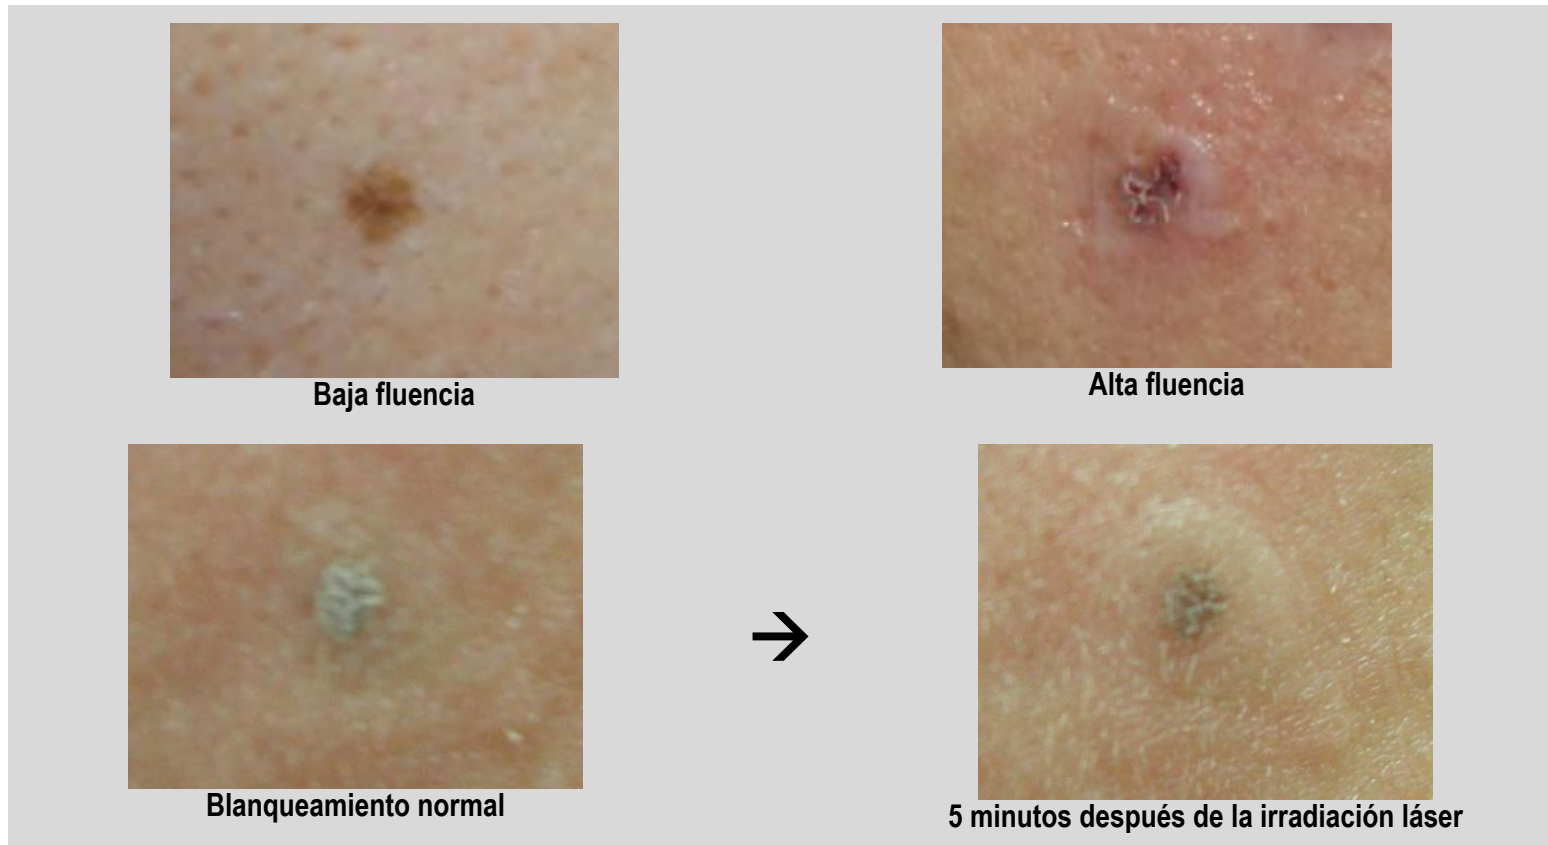 Baja fluencia
Alta fluencia
Blanqueamiento normal
→
5 minutos después de la irradiación láser